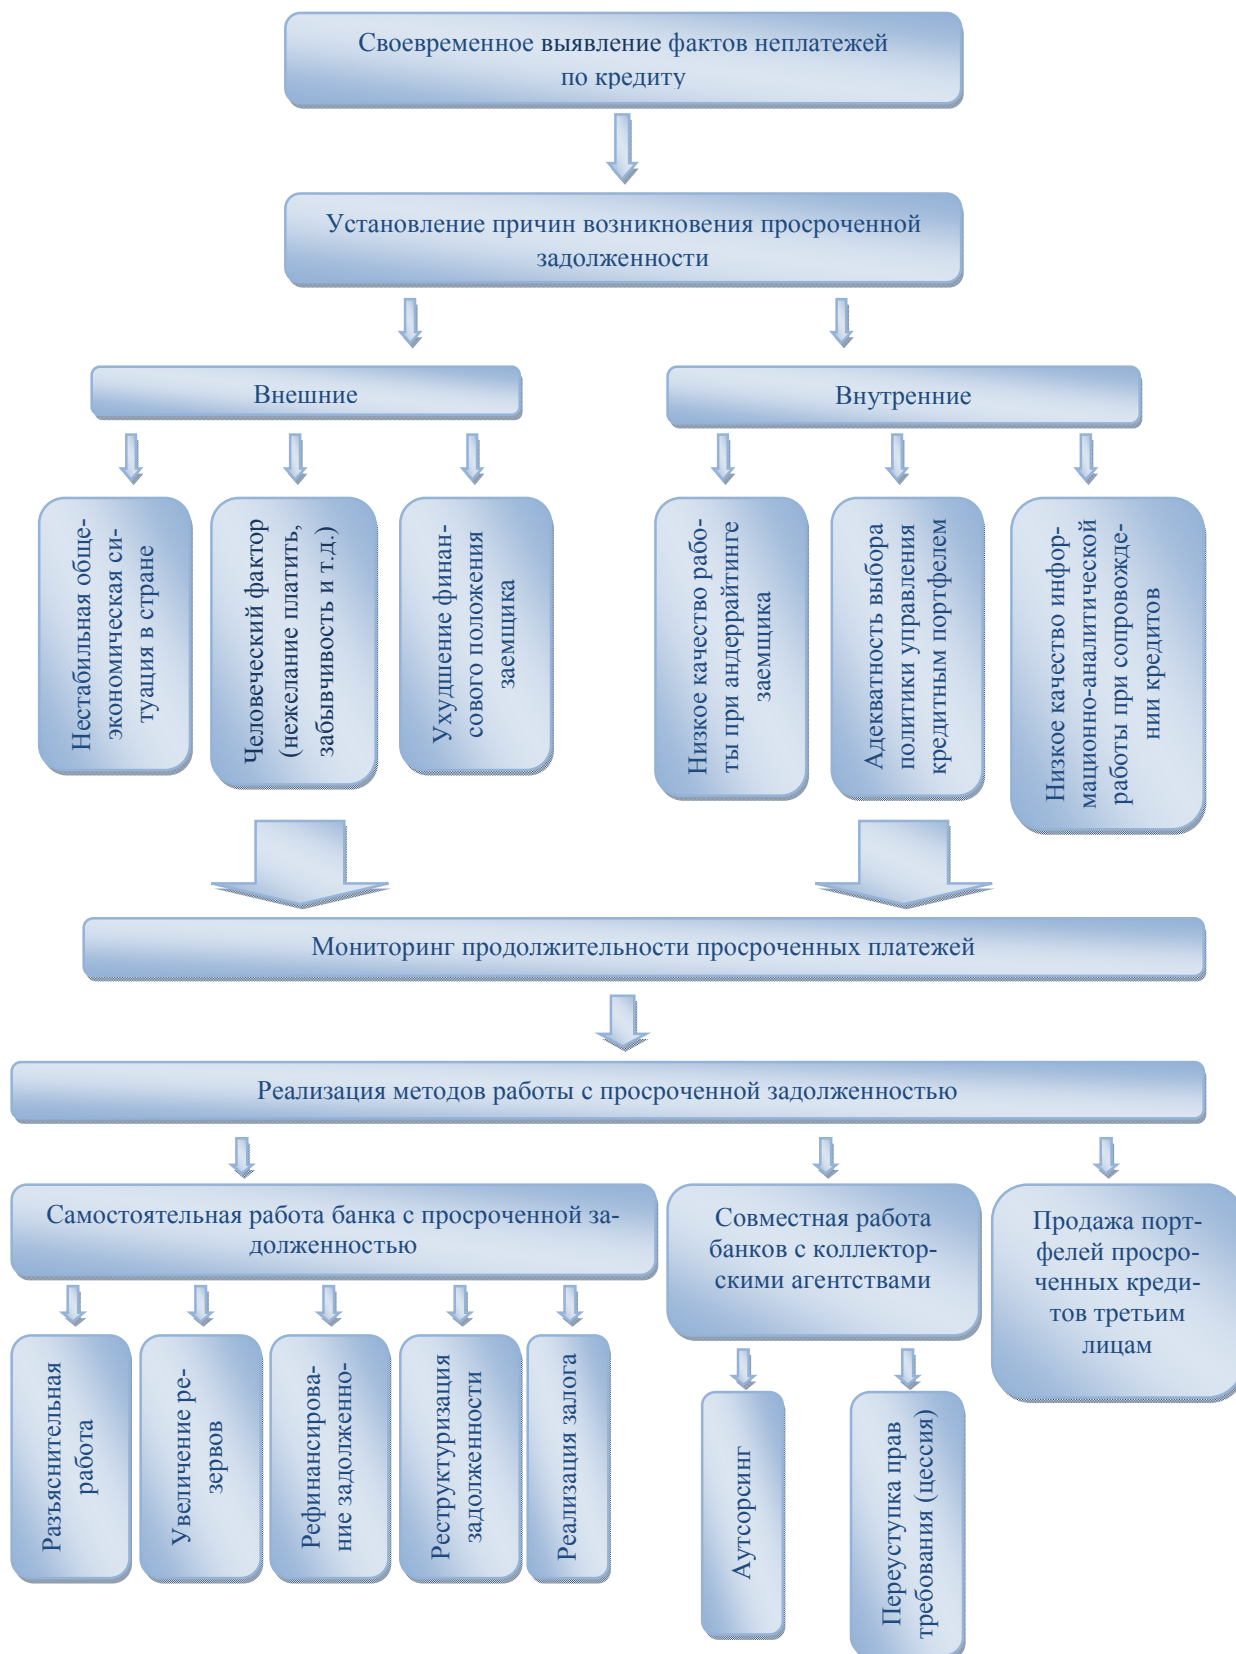 Своевременное выявление фактов неплатежей
по кредиту
Установление причин возникновения просроченной
задолженности
Внешние
Внутренние
Нестабильная обще-
экономическая си-
туация в стране
Человеческий фактор
(нежелание платить,
забывчивость и т.д.)
Ухудшение финан-
сового положения
заемщика
Низкое качество рабо-
ты при андеррайтинге
заемщика
Адекватность выбора
политики управления
кредитным портфелем
Низкое качество инфор-
мационно-аналитической
работы при сопровожде-
нии кредитов
Мониторинг продолжительности просроченных платежей
Реализация методов работы с просроченной задолженностью
Самостоятельная работа банка с просроченной за-
долженностью
Совместная работа
банков с коллектор-
скими агентствами
Продажа порт-
фелей просро-
ченных креди-
тов третьим
лицам
Разъяснительная
работа
Увеличение ре-
зервов
Рефинансирова-
ние задолженно-
Реструктуризация
задолженности
Реализация залога
Аутсорсинг
Переуступка прав
требования (цессия)